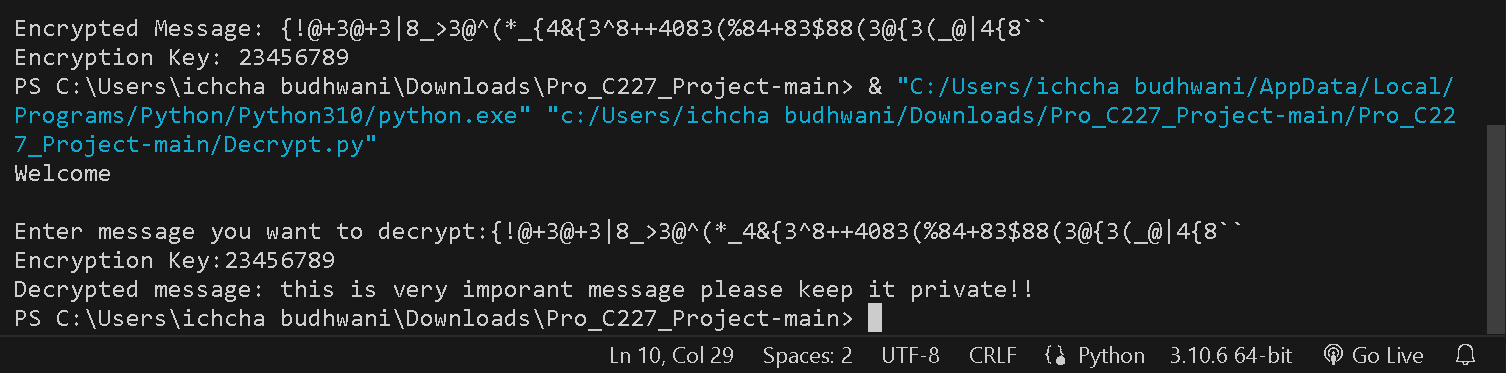 Encrypted Message: {!@+3@+3|8_>3@^(*_{4&{3^8++4083(%84+83$88(3@{3(_@|4{8``
Encryption Key: 23456789
PS C:\Users\ichcha budhwani\Downloads\Pro_C227_Project-main> & "C:/Users/ichcha budhwani/AppData/Local/
Programs/Python/Python310/python.exe" "c:/Users/ichcha budhwani/Downloads/Pro_C227_Project-main/Pro_C22
7_Project-main/Decrypt.py"
Welcome
Enter message you want to decrypt:{!@+3@+3|8_>3@^(*_4&{3^8++4083(%84+83$88(3@{3(_@|4{8``
Encryption Key:23456789
Decrypted message: this is very imporant message please keep it private!!
PS C:\Users\ichcha budhwani\Downloads\Pro_C227_Project-main>
Ln 10, Col 29 Spaces: 2 UTF-8 CRLF Python 3.10.6 64-bit Go Live